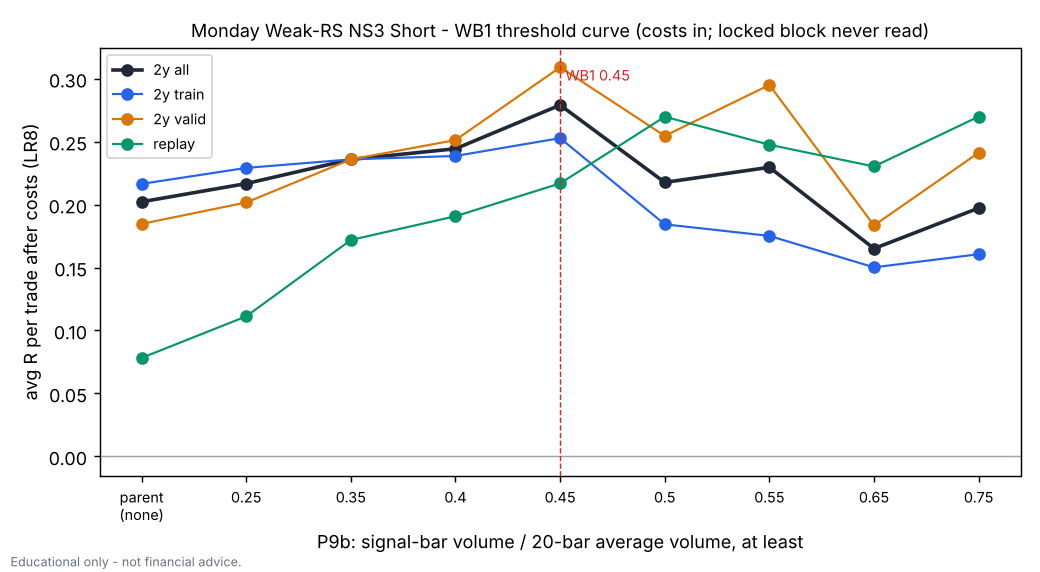 Monday Weak-RS NS3 Short - WB1 threshold curve (costs in; locked block never read)
2y all
2y train
2y valid
replay
WB1 0.45
avg R per trade after costs (LR8)
0.30
0.25
0.20
0.15
0.10
0.05
0.00
parent
(none)
0.25
0.35
0.4
0.45
0.5
0.55
0.65
0.75
P9b: signal-bar volume / 20-bar average volume, at least
Educational only - not financial advice.